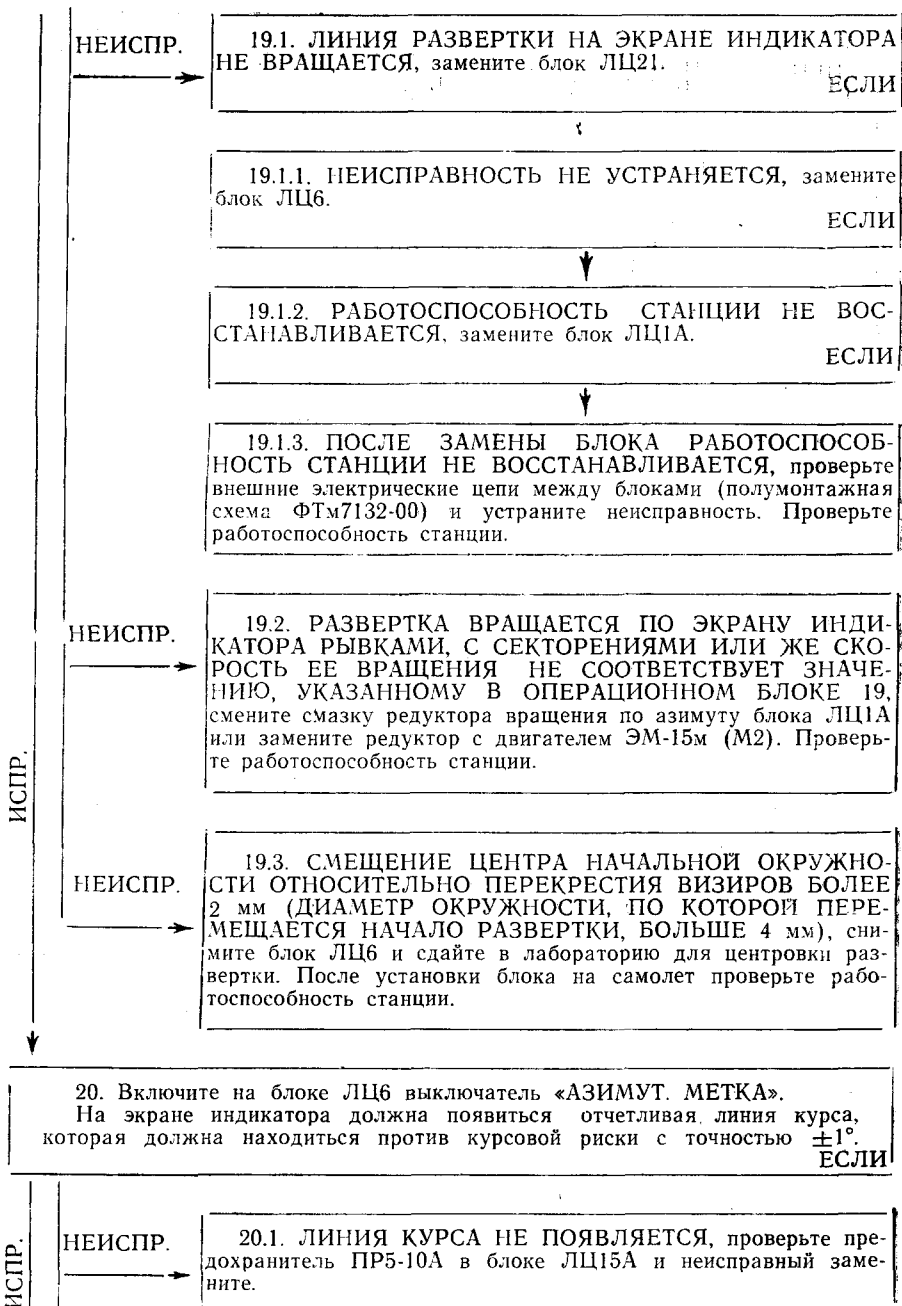 НЕИСПР.
19.1. ЛИНИЯ РАЗВЕРТКИ НА ЭКРАНЕ ИНДИКАТОРА
НЕ ВРАЩАЕТСЯ, замените блок ЛЦ21.
ЕСЛИ
19.1.1. НЕИСПРАВНОСТЬ НЕ УСТРАНЯЕТСЯ, замените
блок ЛЦ6.
ЕСЛИ
19.1.2. РАБОТОСПОСОБНОСТЬ СТАНЦИИ НЕ ВОС-
СТАНАВЛИВАЕТСЯ, замените блок ЛЦ1А.
ЕСЛИ
19.1.3. ПОСЛЕ ЗАМЕНЫ БЛОКА РАБОТОСПОСОБ-
НОСТЬ СТАНЦИИ НЕ ВОССТАНАВЛИВАЕТСЯ, проверьте
внешние электрические цепи между блоками (полумонтажная
схема ФТм7132-00) и устраните неисправность. Проверьте
работоспособность станции.
НЕИСПР.
19.2. РАЗВЕРТКА ВРАЩАЕТСЯ ПО ЭКРАНУ ИНДИ-
КАТОРА РЫВКАМИ, С СЕКТОРЕНИЯМИ ИЛИ ЖЕ СКО-
РОСТЬ ЕЕ ВРАЩЕНИЯ НЕ СООТВЕТСТВУЕТ ЗНАЧЕ-
НИЮ, УКАЗАННОМУ В ОПЕРАЦИОННОМ БЛОКЕ 19,
смените смазку редуктора вращения по азимуту блока ЛЦ1А
или замените редуктор с двигателем ЭМ-15м (М2). Проверь-
те работоспособность станции.
ИСПР.
НЕИСПР.
19.3. СМЕЩЕНИЕ ЦЕНТРА НАЧАЛЬНОЙ ОКРУЖНО-
СТИ ОТНОСИТЕЛЬНО ПЕРЕКРЕСТИЯ ВИЗИРОВ БОЛЕЕ
2 мм (ДИАМЕТР ОКРУЖНОСТИ, ПО КОТОРОЙ ПЕРЕ-
МЕЩАЕТСЯ НАЧАЛО РАЗВЕРТКИ, БОЛЬШЕ 4 мм), сни-
мите блок ЛЦ6 и сдайте в лабораторию для центровки раз-
вертки. После установки блока на самолет проверьте рабо-
тоспособность станции.
20. Включите на блоке ЛЦ6 выключатель «АЗИМУТ. МЕТКА».
На экране индикатора должна появиться отчетливая линия курса,
которая должна находиться против курсовой риски с точностью ±1°.
ЕСЛИ
ИСПР.
НЕИСПР.
20.1. ЛИНИЯ КУРСА НЕ ПОЯВЛЯЕТСЯ, проверьте пре-
дохранитель ПР5-10А в блоке ЛЦ15А и неисправный заме-
ните.